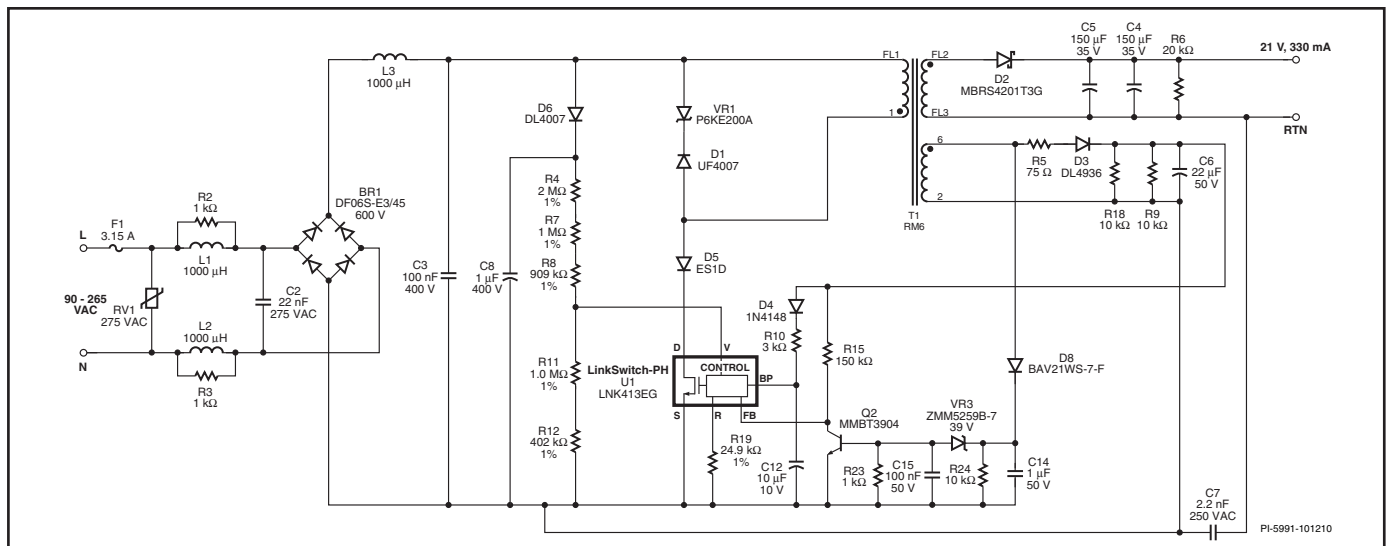 C5
150 µF
35 V
C4
150 µF
35 V
R6
20 kΩ
21 V, 330 mA
L3
1000 µH
FL1
FL2
D2
MBRS4201T3G
D6
DL4007
VR1
P6KE200A
1
FL3
RTN
D1
UF4007
6
R5
75 Ω
D3
DL4936
C6
22 µF
50 V
R4
2 MΩ
1%
BR1
DF06S-E3/45
600 V
R2
1 kΩ
2
R18
10 kΩ
R9
10 kΩ
T1
RM6
R7
1 MΩ
1%
L
F1
3.15 A
L1
1000 µH
C3
100 nF
400 V
C8
1 µF
400 V
R8
909 kΩ
1%
D5
ES1D
90 - 265
VAC
RV1
275 VAC
C2
22 nF
275 VAC
D4
1N4148
L2
1000 µH
R10
3 kΩ
R15
150 kΩ
N
R3
1 kΩ
D
V
LinkSwitch-PH
U1
LNK413EG
CONTROL
BP
S
R
FB
R11
1.0 MΩ
1%
D8
BAV21WS-7-F
Q2
MMBT3904
VR3
ZMM5259B-7
39 V
R12
402 kΩ
1%
R19
24.9 kΩ
1%
C12
10 µF
10 V
R23
1 kΩ
C15
100 nF
50 V
R24
10 kΩ
C14
1 µF
50 V
C7
2.2 nF
250 VAC
PI-5991-101210